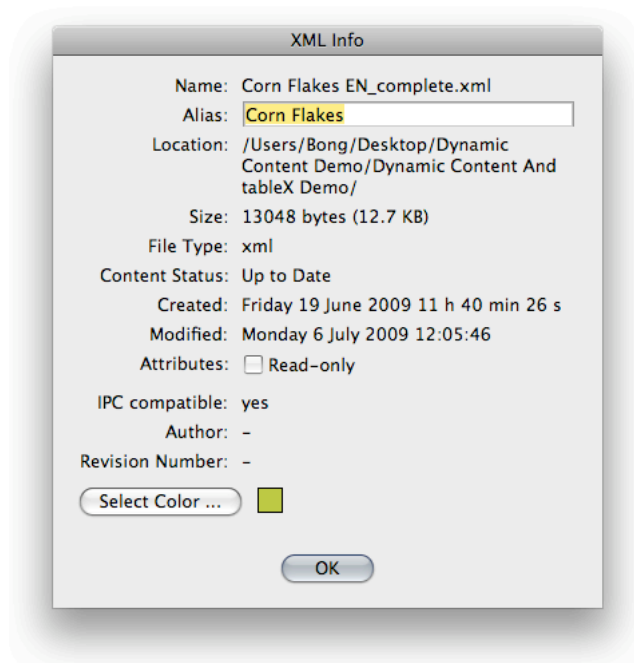 XML Info
Name: Corn Flakes EN_complete.xml
Alias: Corn Flakes
Location: /Users/Bong/Desktop/Dynamic
Content Demo/Dynamic Content And
tableX Demo/
Size: 13048 bytes (12.7 KB)
File Type: xml
Content Status: Up to Date
Created: Friday 19 June 2009 11 h 40 min 26 s
Modified: Monday 6 July 2009 12:05:46
Attributes: Read-only
IPC compatible: yes
Author: –
Revision Number: –
Select Color ...
OK